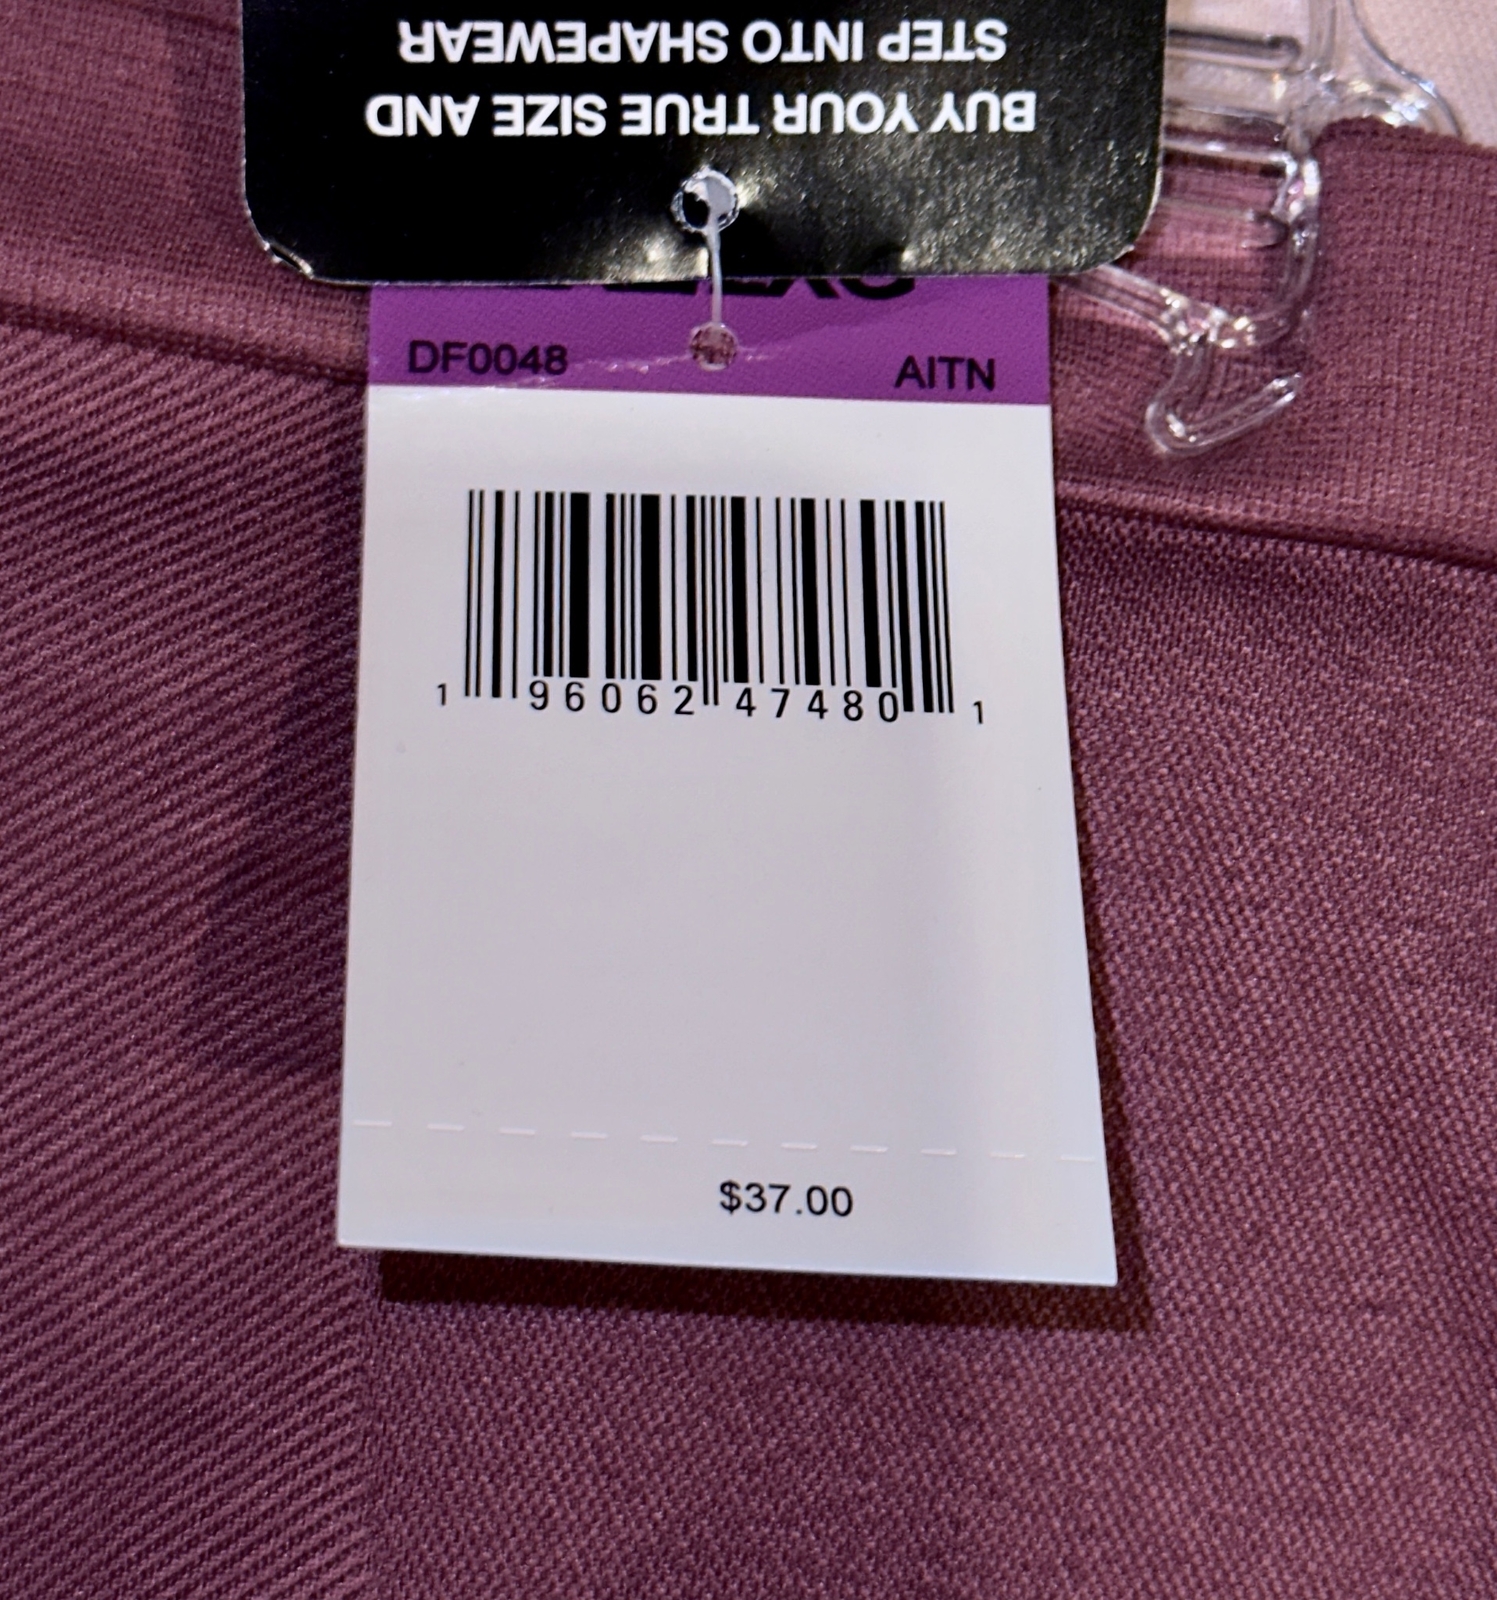 BUY YOUR TRUE SIZE AND
STEP INTO SHAPEWEAR
DF0048 AITN
1 96062 47480 1
$37.00